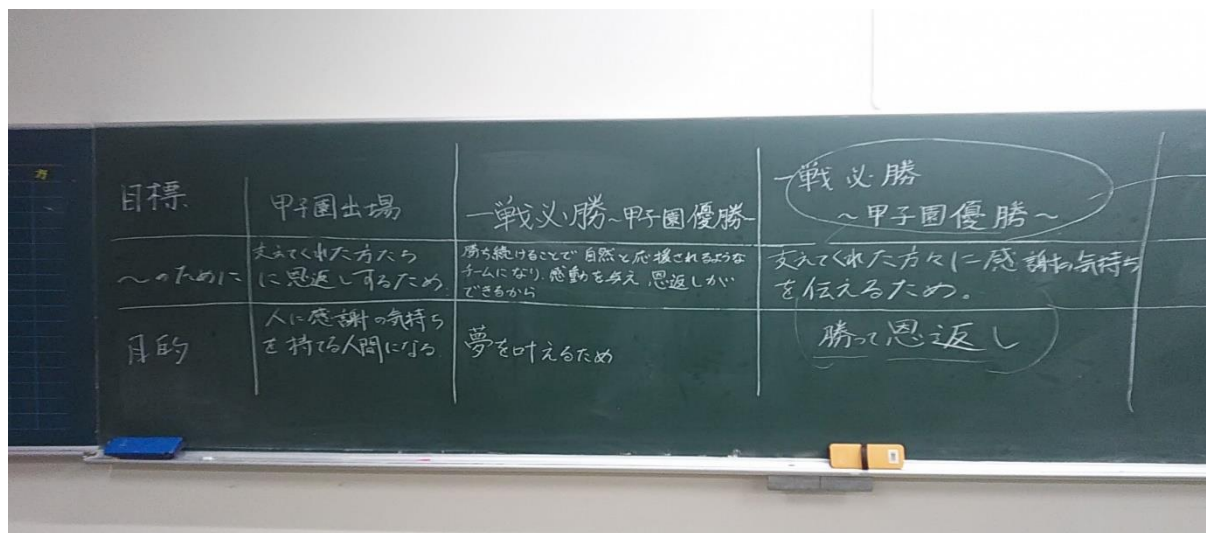 目標
甲子園出場
一戦必勝~甲子園優勝~
一戦必勝
~甲子園優勝~
~のために
支えてくれた方たち
に恩返しするため
勝ち続けることで自然と応援されるような
チームになり、感動を与え 恩返しが
できるから
支えてくれた方々に感謝の気持ち
を伝えるため。
目的
人に感謝の気持ち
を持てる人間になる
夢を叶えるため
勝って恩返し